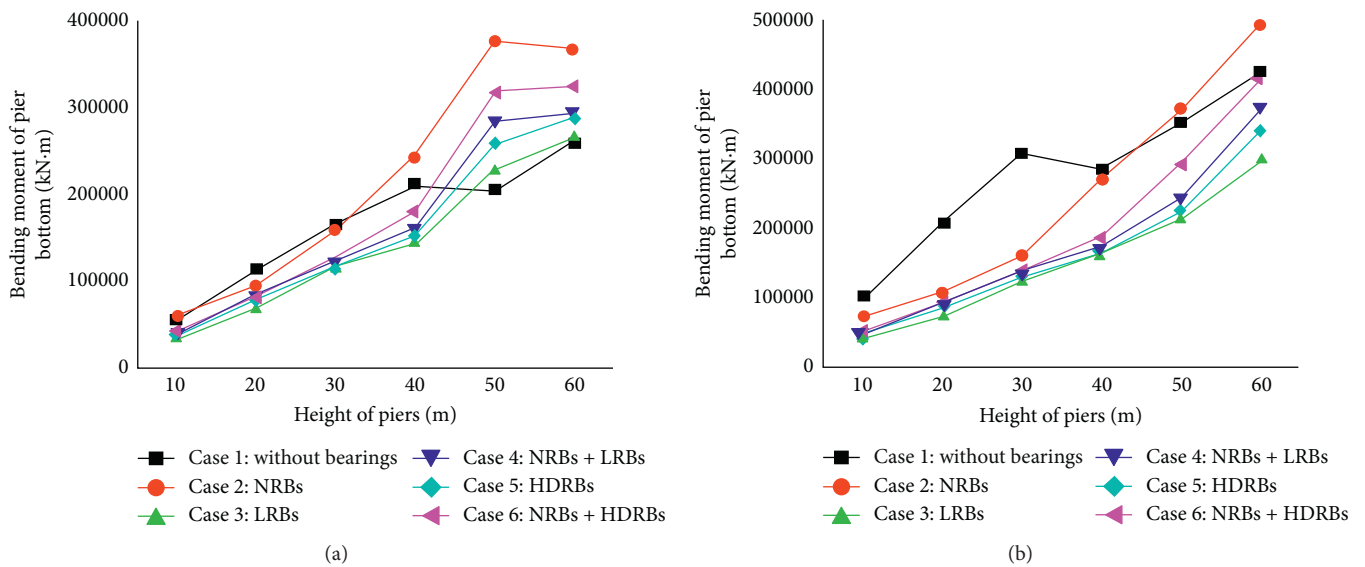 400000
300000
200000
100000
0
Bending moment of pier
bottom (kN·m)
10 20 30 40 50 60
Height of piers (m)
Case 1: without bearings
Case 2: NRBs
Case 3: LRBs
Case 4: NRBs + LRBs
Case 5: HDRBs
Case 6: NRBs + HDRBs
(a)
500000
400000
300000
200000
100000
0
Bending moment of pier
bottom (kN·m)
10 20 30 40 50 60
Height of piers (m)
Case 1: without bearings
Case 2: NRBs
Case 3: LRBs
Case 4: NRBs + LRBs
Case 5: HDRBs
Case 6: NRBs + HDRBs
(b)